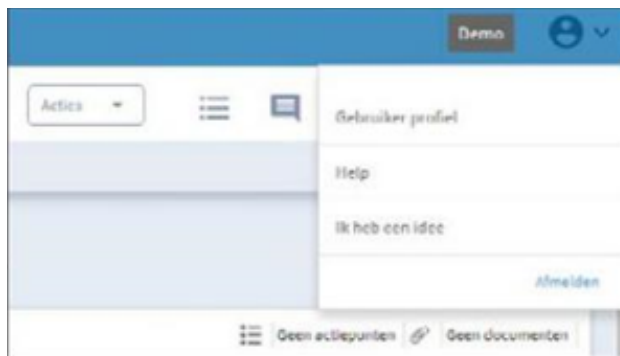 Demo
Acties
Gebruiker profiel
Help
Ik heb een idee
Afmelden
Geen actiepunten Geen documenten